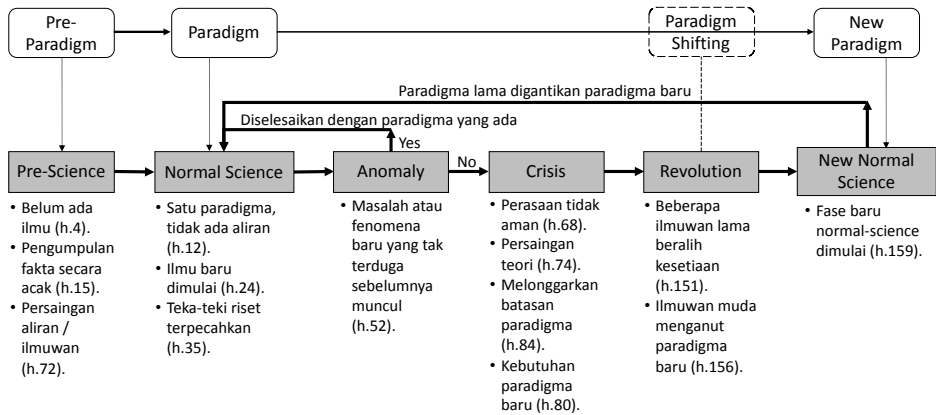 Pre-
Paradigm
Paradigm
Paradigm
Shifting
New
Paradigm
Paradigma lama digantikan paradigma baru
Diselesaikan dengan paradigma yang ada
Yes
No
Pre-Science
Normal Science
Anomaly
Crisis
Revolution
New Normal
Science
• Belum ada
ilmu (h.4).
• Pengumpulan
fakta secara
acak (h.15).
• Persaingan
aliran /
ilmuwan
(h.72).
• Satu paradigma,
tidak ada aliran
(h.12).
• Ilmu baru
dimulai (h.24).
• Teka-teki riset
terpecahkan
(h.35).
• Masalah atau
fenomena
baru yang tak
terduga
sebelumnya
muncul
(h.52).
• Perasaan tidak
aman (h.68).
• Persaingan
teori (h.74).
• Melonggarkan
batasan
paradigma
(h.84).
• Kebutuhan
paradigma
baru (h.80).
• Beberapa
ilmuwan lama
beralih
kesetiaan
(h.151).
• Ilmuwan muda
menganut
paradigma
baru (h.156).
• Fase baru
normal-science
dimulai (h.159).